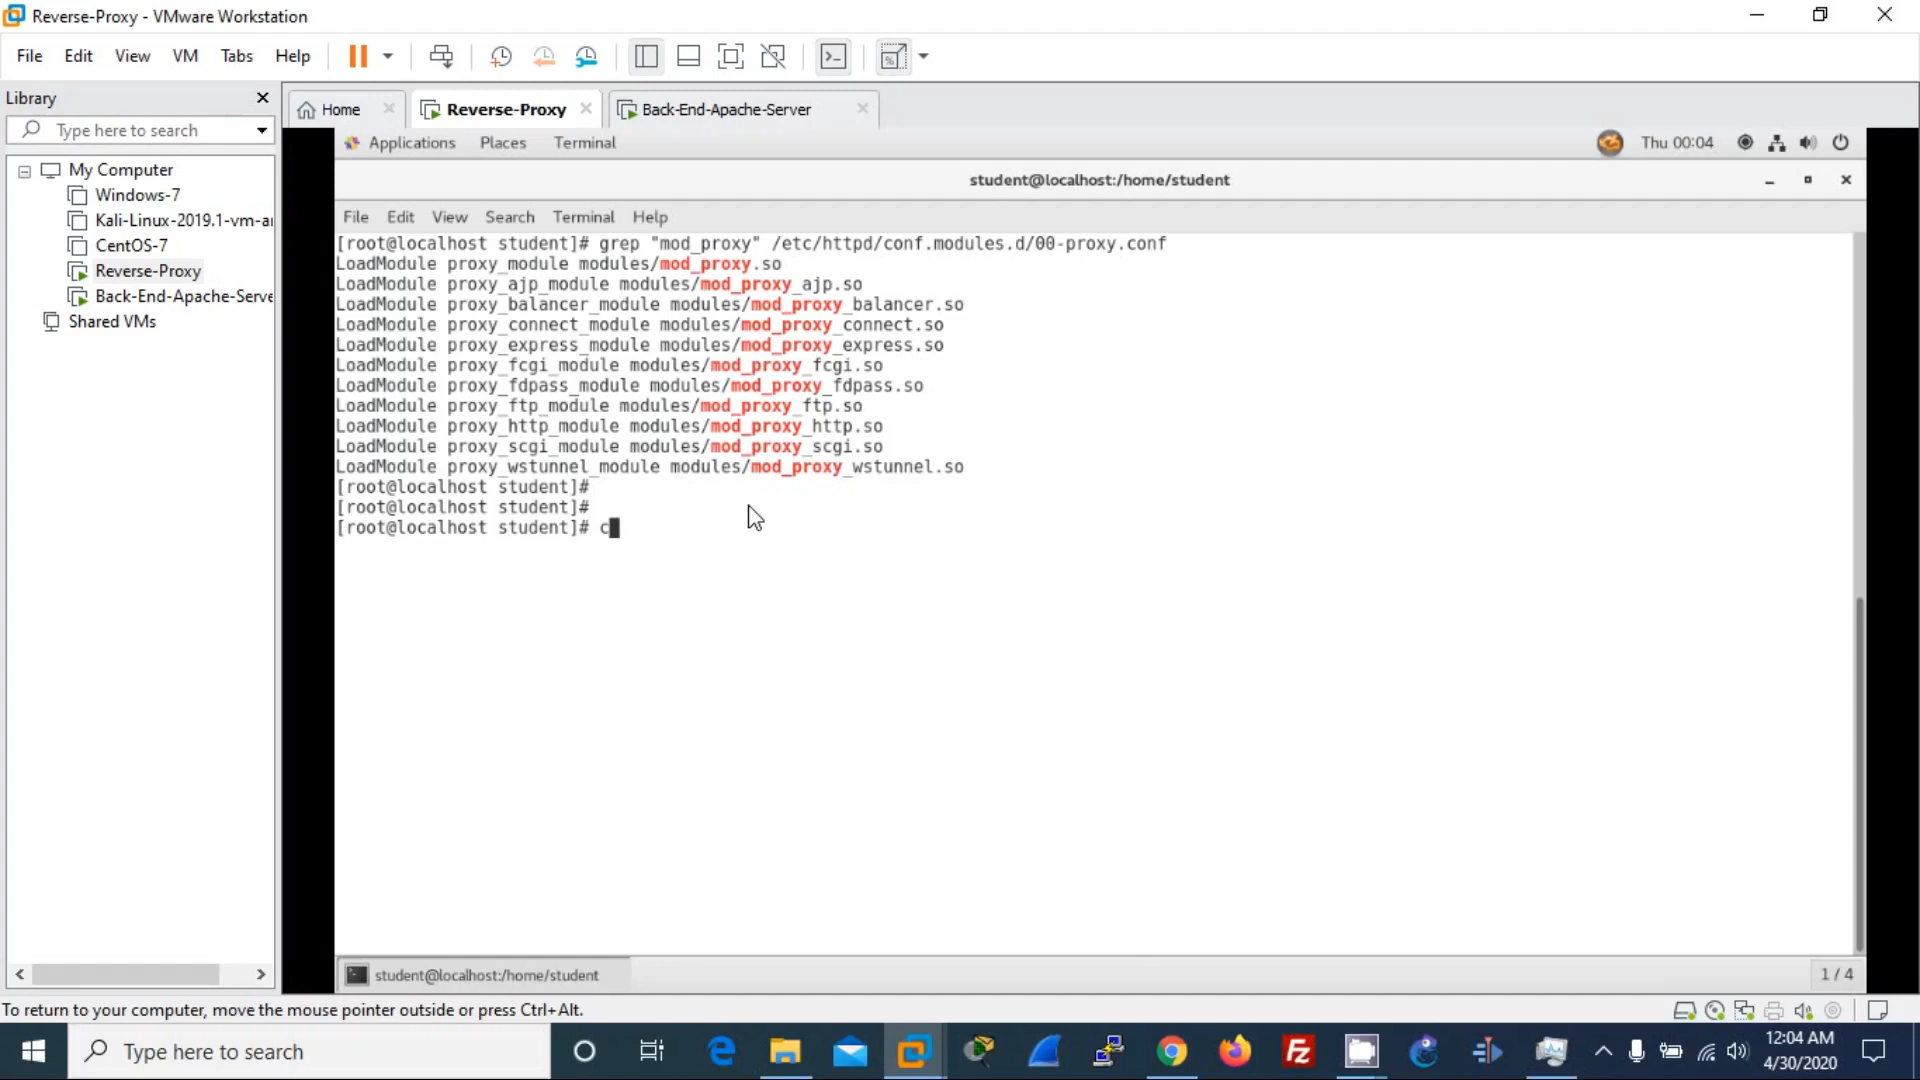 Reverse-Proxy - VMware Workstation
File Edit View VM Tabs Help
Library
Type here to search
My Computer
Windows-7
Kali-Linux-2019.1-vm-a
CentOS-7
Reverse-Proxy
Back-End-Apache-Serve
Shared VMs
Home
Reverse-Proxy
Back-End-Apache-Server
Applications Places Terminal
Thu 00:04
student@localhost:/home/student
File Edit View Search Terminal Help
[root@localhost student]# grep "mod_proxy" /etc/httpd/conf.modules.d/00-proxy.conf
LoadModule proxy_module modules/mod_proxy.so
LoadModule proxy_ajp_module modules/mod_proxy_ajp.so
LoadModule proxy_balancer_module modules/mod_proxy_balancer.so
LoadModule proxy_connect_module modules/mod_proxy_connect.so
LoadModule proxy_express_module modules/mod_proxy_express.so
LoadModule proxy_fcgi_module modules/mod_proxy_fcgi.so
LoadModule proxy_fdpass_module modules/mod_proxy_fdpass.so
LoadModule proxy_ftp_module modules/mod_proxy_ftp.so
LoadModule proxy_http_module modules/mod_proxy_http.so
LoadModule proxy_scgi_module modules/mod_proxy_scgi.so
LoadModule proxy_wstunnel_module modules/mod_proxy_wstunnel.so
[root@localhost student]#
[root@localhost student]#
[root@localhost student]# c
student@localhost:/home/student
1 / 4
To return to your computer, move the mouse pointer outside or press Ctrl+Alt.
Type here to search
12:04 AM
4/30/2020